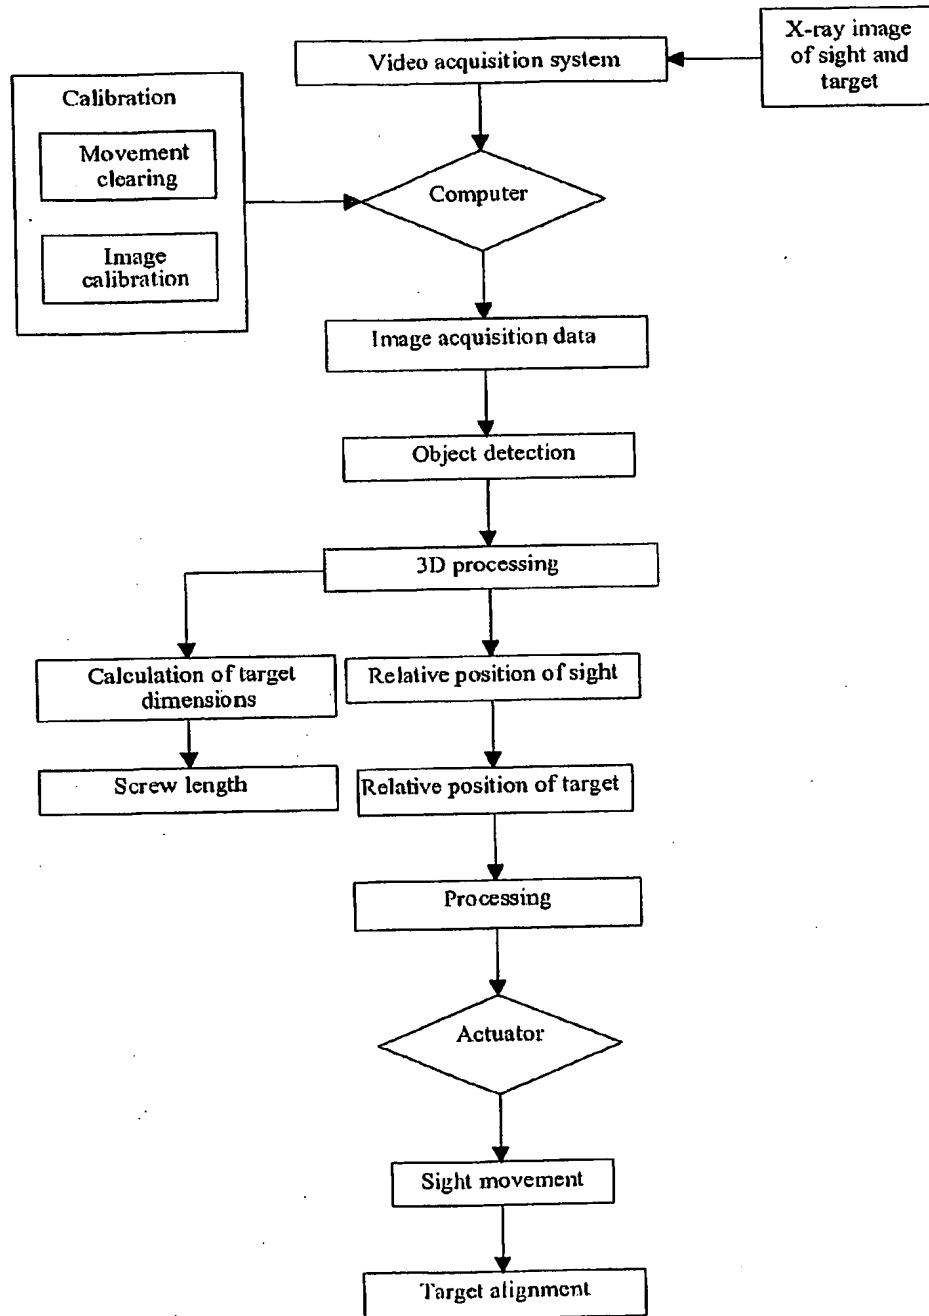 X-ray image
of sight and
target
Video acquisition system
Calibration
Movement
clearing
Image
calibration
Computer
Image acquisition data
Object detection
3D processing
Calculation of target
dimensions
Screw length
Relative position of sight
Relative position of target
Processing
Actuator
Sight movement
Target alignment